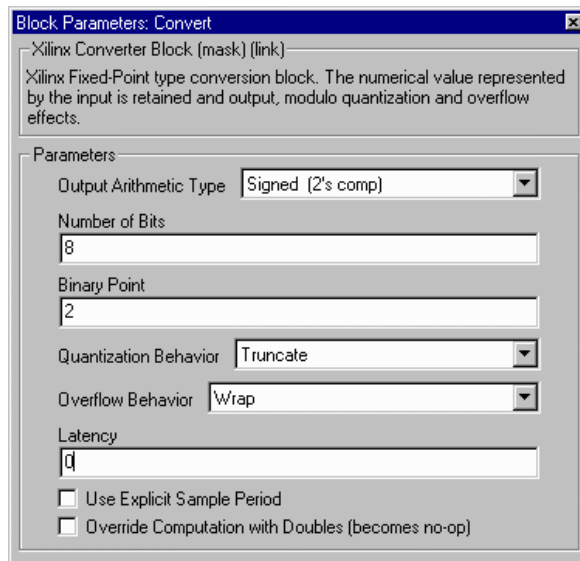 Block Parameters: Convert
Xilinx Converter Block (mask) (link)
Xilinx Fixed-Point type conversion block. The numerical value represented
by the input is retained and output, modulo quantization and overflow
effects.
Parameters
Output Arithmetic Type Signed (2's comp)
Number of Bits
8
Binary Point
2
Quantization Behavior Truncate
Overflow Behavior Wrap
Latency
0
Use Explicit Sample Period
Override Computation with Doubles (becomes no-op)